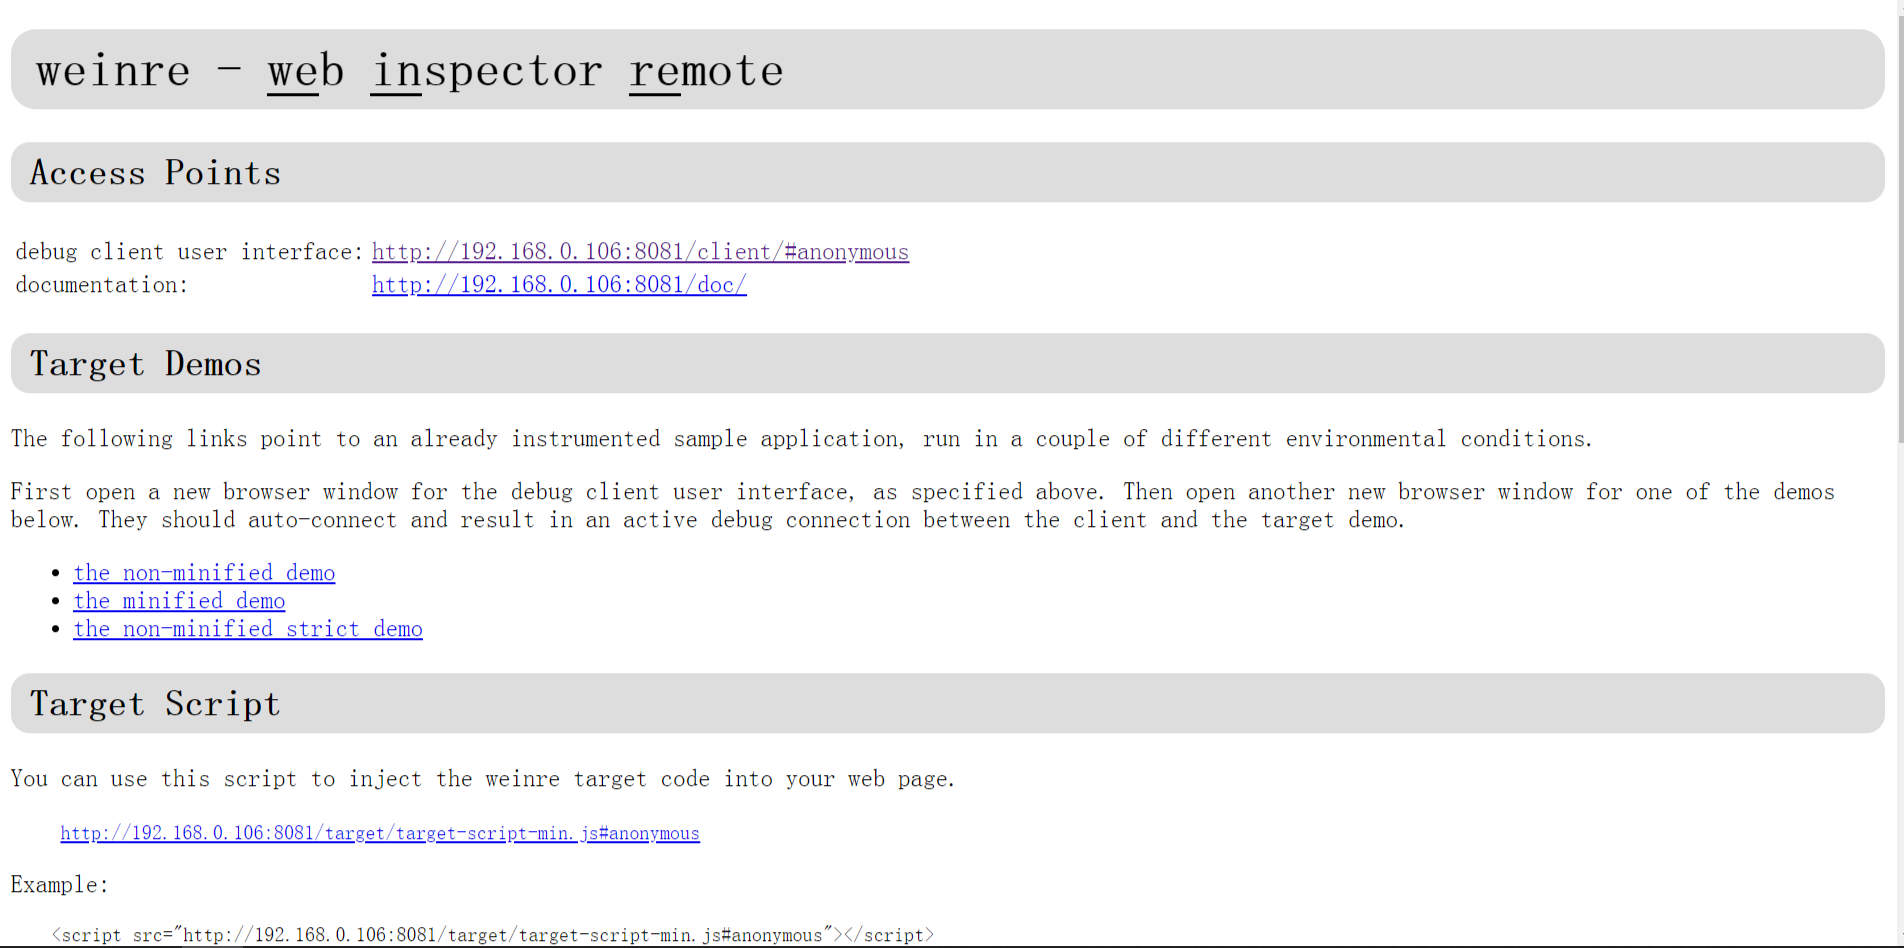 weinre - web inspector remote
Access Points
debug client user interface: http://192.168.0.106:8081/client/#anonymous
documentation: http://192.168.0.106:8081/doc/
Target Demos
The following links point to an already instrumented sample application, run in a couple of different environmental conditions.
First open a new browser window for the debug client user interface, as specified above. Then open another new browser window for one of the demos
below. They should auto-connect and result in an active debug connection between the client and the target demo.
• the non-minified demo
• the minified demo
• the non-minified strict demo
Target Script
You can use this script to inject the weinre target code into your web page.
http://192.168.0.106:8081/target/target-script-min.js#anonymous
Example:
<script src="http://192.168.0.106:8081/target/target-script-min.js#anonymous"></script>